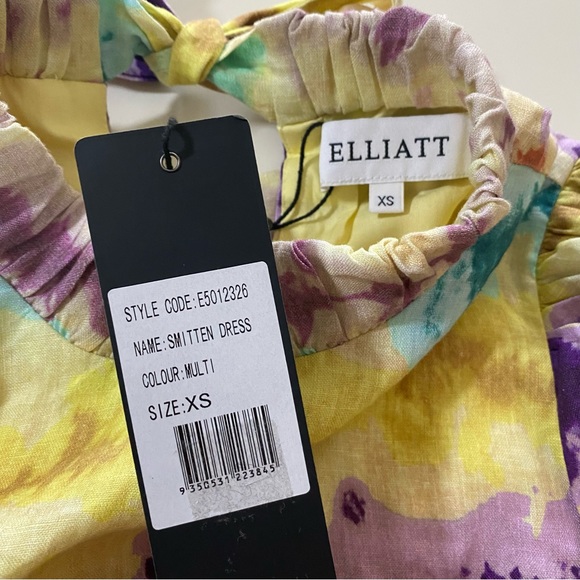 ELLIATT
XS
STYLE CODE:E5012326
NAME:SMITTEN DRESS
COLOUR:MULTI
SIZE:XS
9 350531 223845